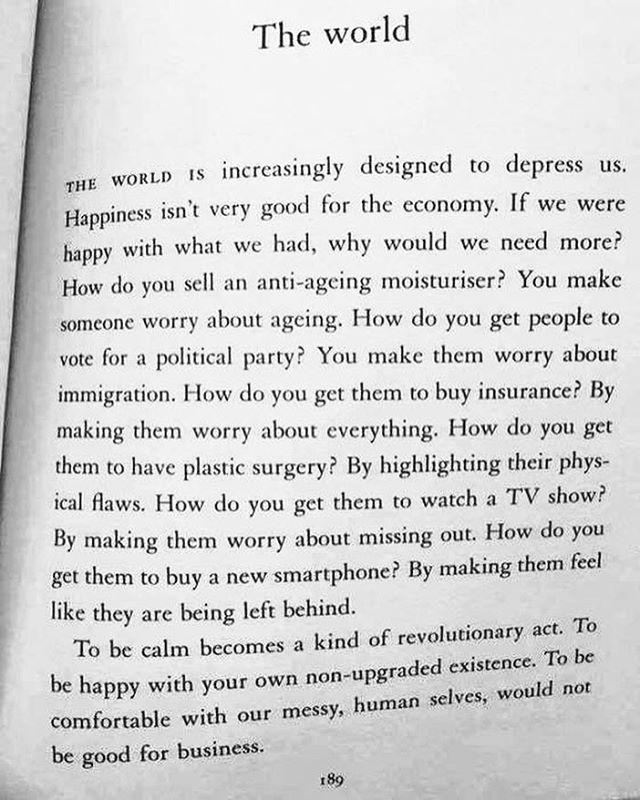 The world
THE WORLD IS increasingly designed to depress us.
Happiness isn't very good for the economy. If we were
happy with what we had, why would we need more?
How do you sell an anti-ageing moisturiser? You make
someone worry about ageing. How do you get people to
vote for a political party? You make them worry about
immigration. How do you get them to buy insurance? By
making them worry about everything. How do you get
them to have plastic surgery? By highlighting their phys-
ical flaws. How do you get them to watch a TV show?
By making them worry about missing out. How do you
get them to buy a new smartphone? By making them feel
like they are being left behind.
To be calm becomes a kind of revolutionary act. To
be happy with your own non-upgraded existence. To be
comfortable with our messy, human selves, would not
be good for business.
189